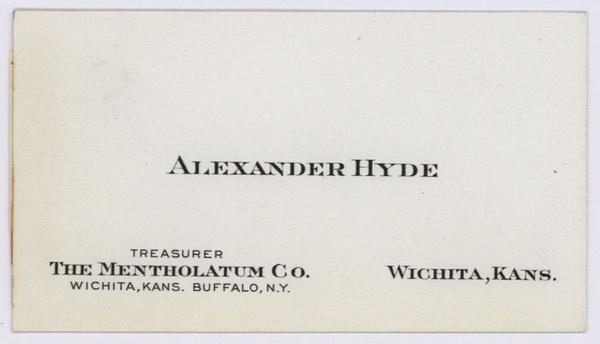 ALEXANDER HYDE
TREASURER
THE MENTHOLATUM CO.
WICHITA, KANS. BUFFALO, N.Y.
WICHITA, KANS.